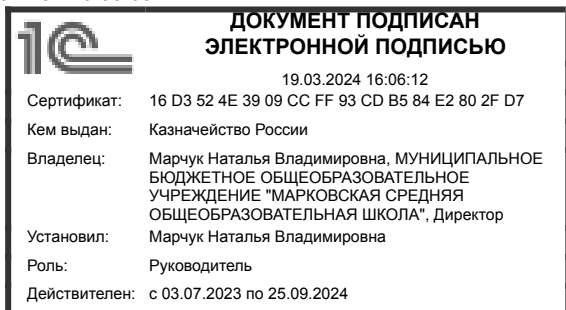 1С
ДОКУМЕНТ ПОДПИСАН
ЭЛЕКТРОННОЙ ПОДПИСЬЮ
19.03.2024 16:06:12
Сертификат: 16 D3 52 4E 39 09 CC FF 93 CD B5 84 E2 80 2F D7
Кем выдан: Казначейство России
Владелец: Марчук Наталья Владимировна, МУНИЦИПАЛЬНОЕ
БЮДЖЕТНОЕ ОБЩЕОБРАЗОВАТЕЛЬНОЕ
УЧРЕЖДЕНИЕ "МАРКОВСКАЯ СРЕДНЯЯ
ОБЩЕОБРАЗОВАТЕЛЬНАЯ ШКОЛА", Директор
Установил: Марчук Наталья Владимировна
Роль: Руководитель
Действителен: с 03.07.2023 по 25.09.2024